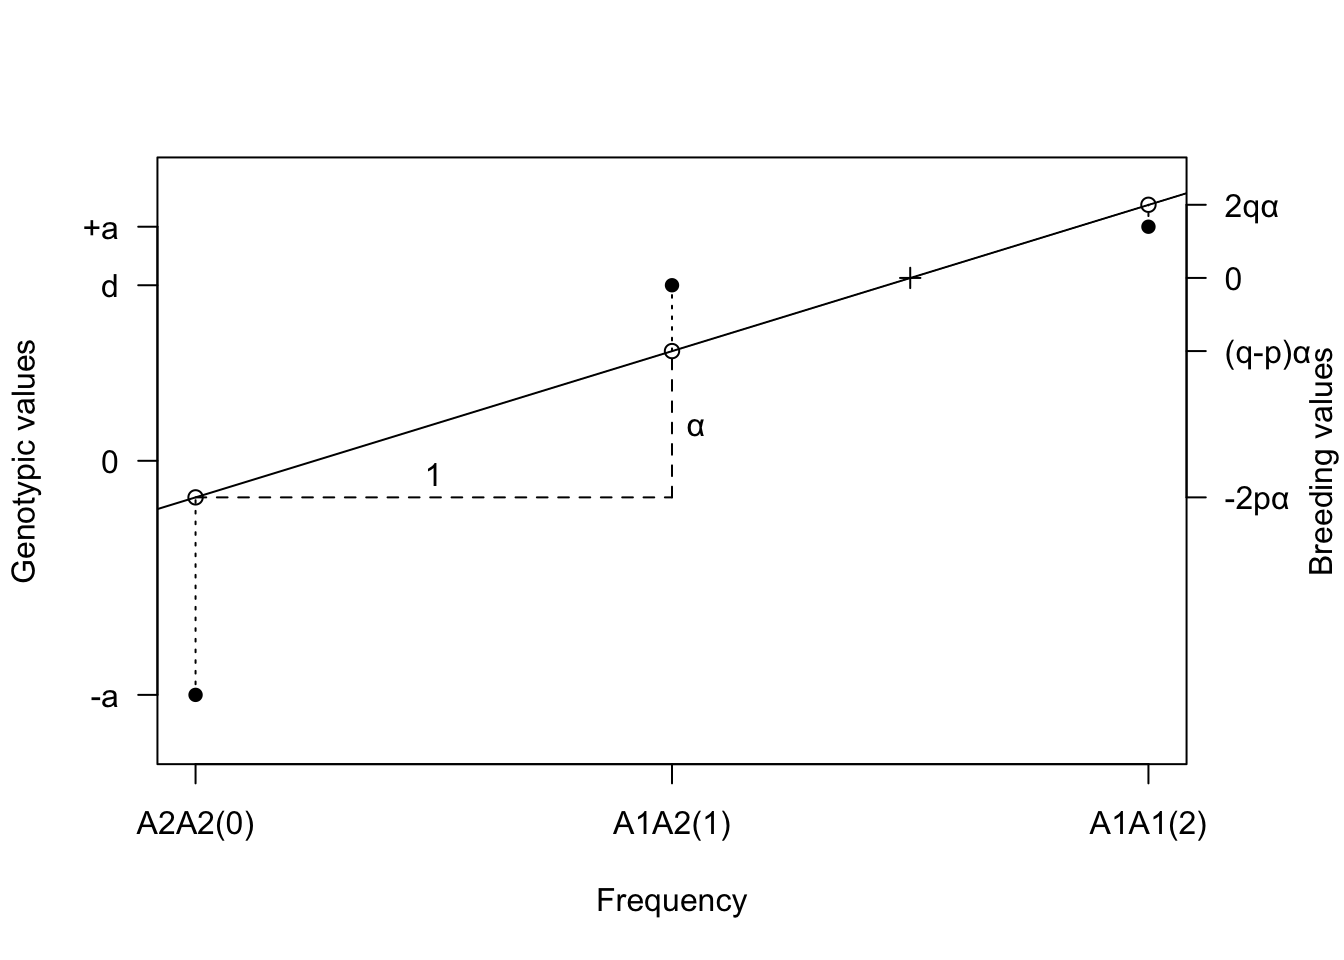 +a
d
0
-a
Genotypic values
1
α
2qα
0
(q-p)α
-2pα
Breeding values
A2A2(0)
A1A2(1)
A1A1(2)
Frequency